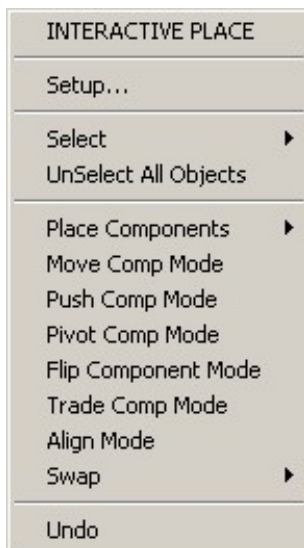 INTERACTIVE PLACE
Setup...
Select
UnSelect All Objects
Place Components
Move Comp Mode
Push Comp Mode
Pivot Comp Mode
Flip Component Mode
Trade Comp Mode
Align Mode
Swap
Undo